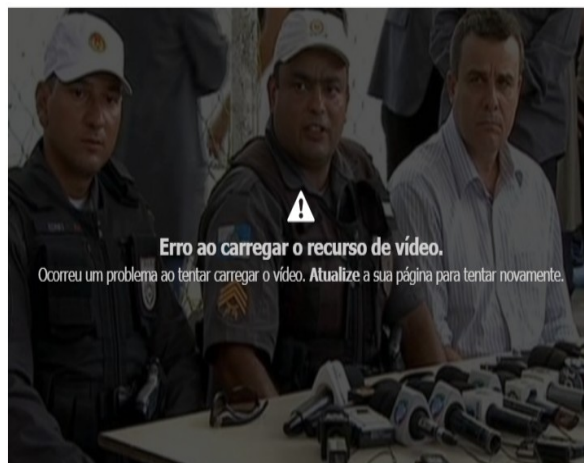 Erro ao carregar o recurso de vídeo.
Ocorreu um problema ao tentar carregar o vídeo. Atualize a sua página para tentar novamente.